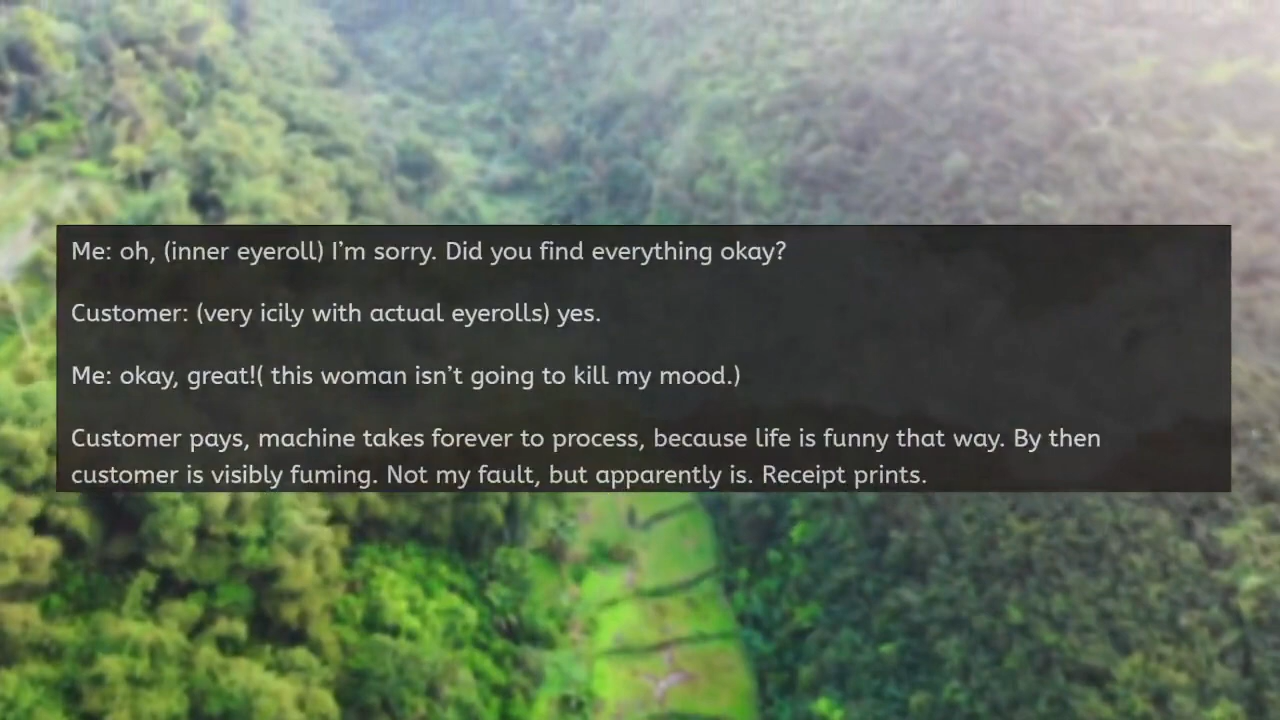 Me: oh, (inner eyeroll) I’m sorry. Did you find everything okay?
Customer: (very icily with actual eyerolls) yes.
Me: okay, great!( this woman isn’t going to kill my mood.)
Customer pays, machine takes forever to process, because life is funny that way. By then
customer is visibly fuming. Not my fault, but apparently is. Receipt prints.